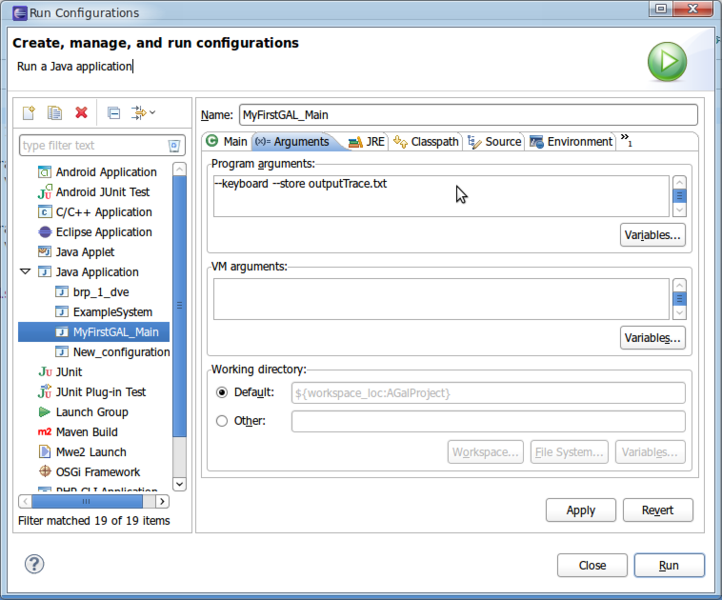 Run Configurations
Create, manage, and run configurations
Run a Java application
type filter text
Android Application
Android JUnit Test
C/C++ Application
Eclipse Application
Java Applet
Java Application
brp_1_dve
ExampleSystem
MyFirstGAL_Main
New_configuration
JUnit
JUnit Plug-in Test
Launch Group
Maven Build
Mwe2 Launch
OSGi Framework
PHP CLI Application
Filter matched 19 of 19 items
Name: MyFirstGAL_Main
Main (x)= Arguments JRE Classpath Source Environment »1
Program arguments:
--keyboard --store outputTrace.txt
Variables...
VM arguments:
Variables...
Working directory:
Default: ${workspace_loc:AGalProject}
Other:
Workspace... File System... Variables...
Apply Revert
Close Run